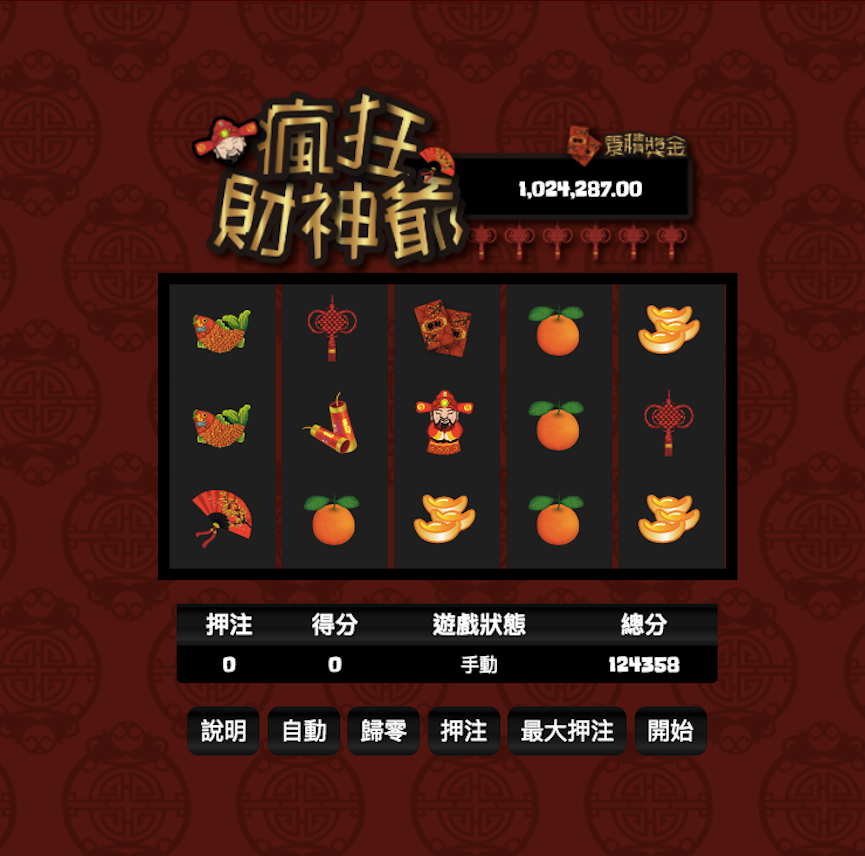 瘋狂
財神爺
累積獎金
1,024,287.00
押注 得分 遊戲狀態 總分
0 0 手動 124358
說明 自動 歸零 押注 最大押注 開始